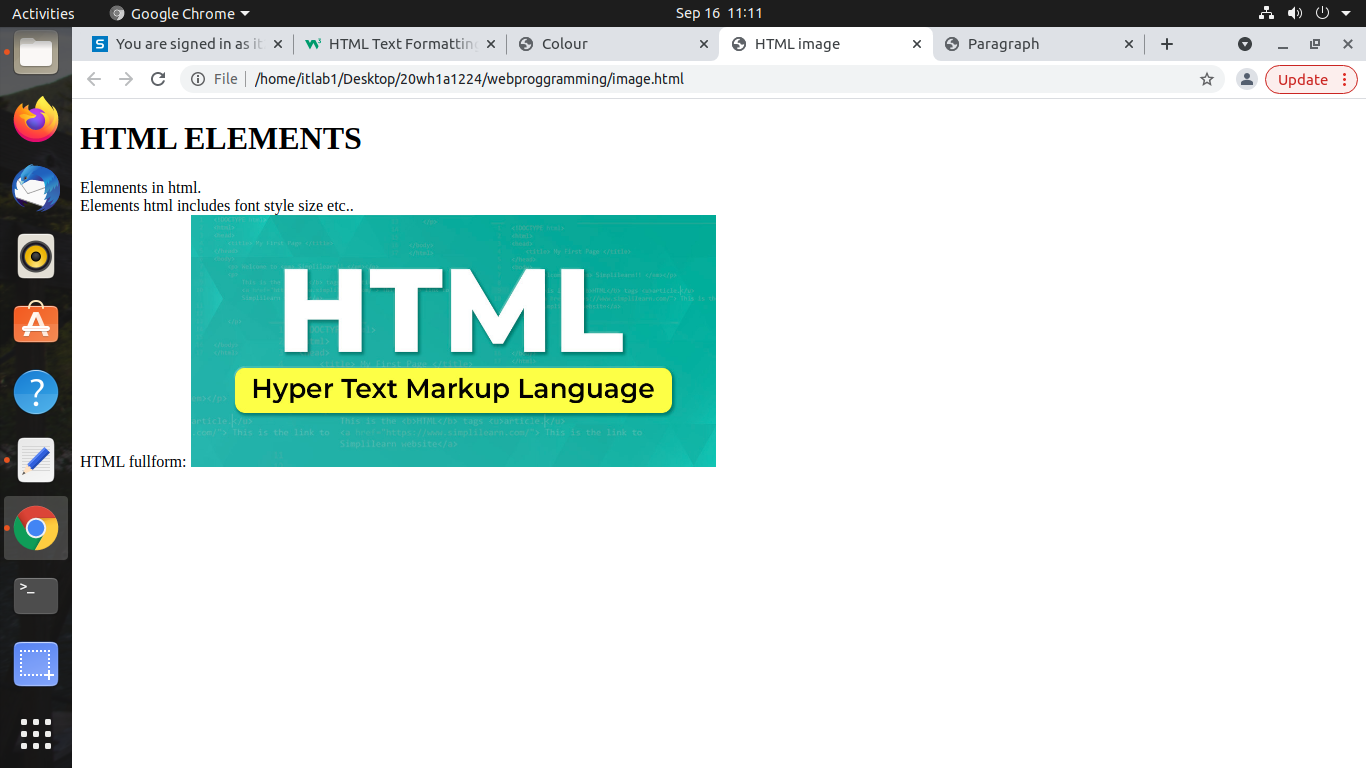 Activities
Google Chrome
Sep 16 11:11
You are signed in as it
HTML Text Formatting
Colour
HTML image
Paragraph
File
/home/itlab1/Desktop/20wh1a1224/webproggramming/image.html
Update
HTML ELEMENTS
Elemnents in html.
Elements html includes font style size etc..
HTML
Hyper Text Markup Language
HTML fullform: